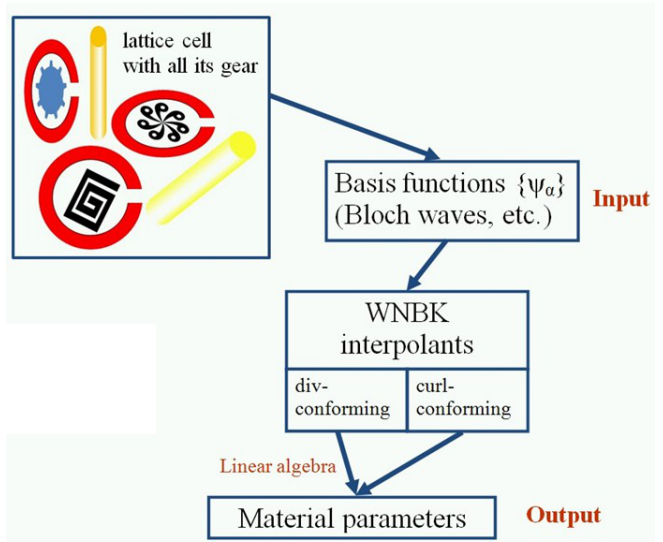 lattice cell
with all its gear
Basis functions {ψα}
(Bloch waves, etc.)
Input
WNBK
interpolants
div-
conforming
curl-
conforming
Linear algebra
Material parameters
Output